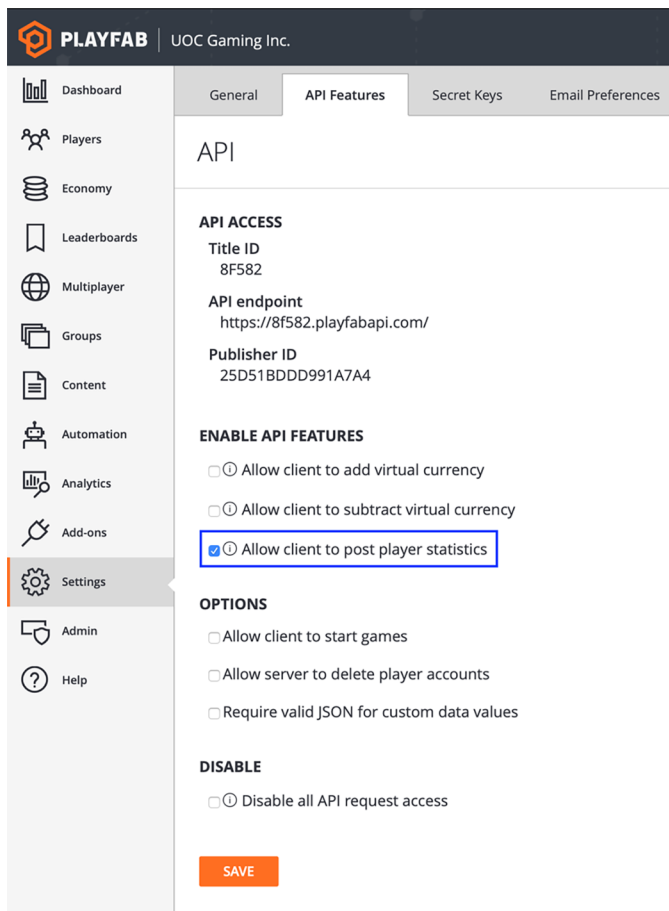 PLAYFAB UOC Gaming Inc.
Dashboard
Players
Economy
Leaderboards
Multiplayer
Groups
Content
Automation
Analytics
Add-ons
Settings
Admin
Help
General API Features Secret Keys Email Preferences
API
API ACCESS
Title ID
8F582
API endpoint
https://8f582.playfabapi.com/
Publisher ID
25D51BDDD991A7A4
ENABLE API FEATURES
Allow client to add virtual currency
Allow client to subtract virtual currency
Allow client to post player statistics
OPTIONS
Allow client to start games
Allow server to delete player accounts
Require valid JSON for custom data values
DISABLE
Disable all API request access
SAVE